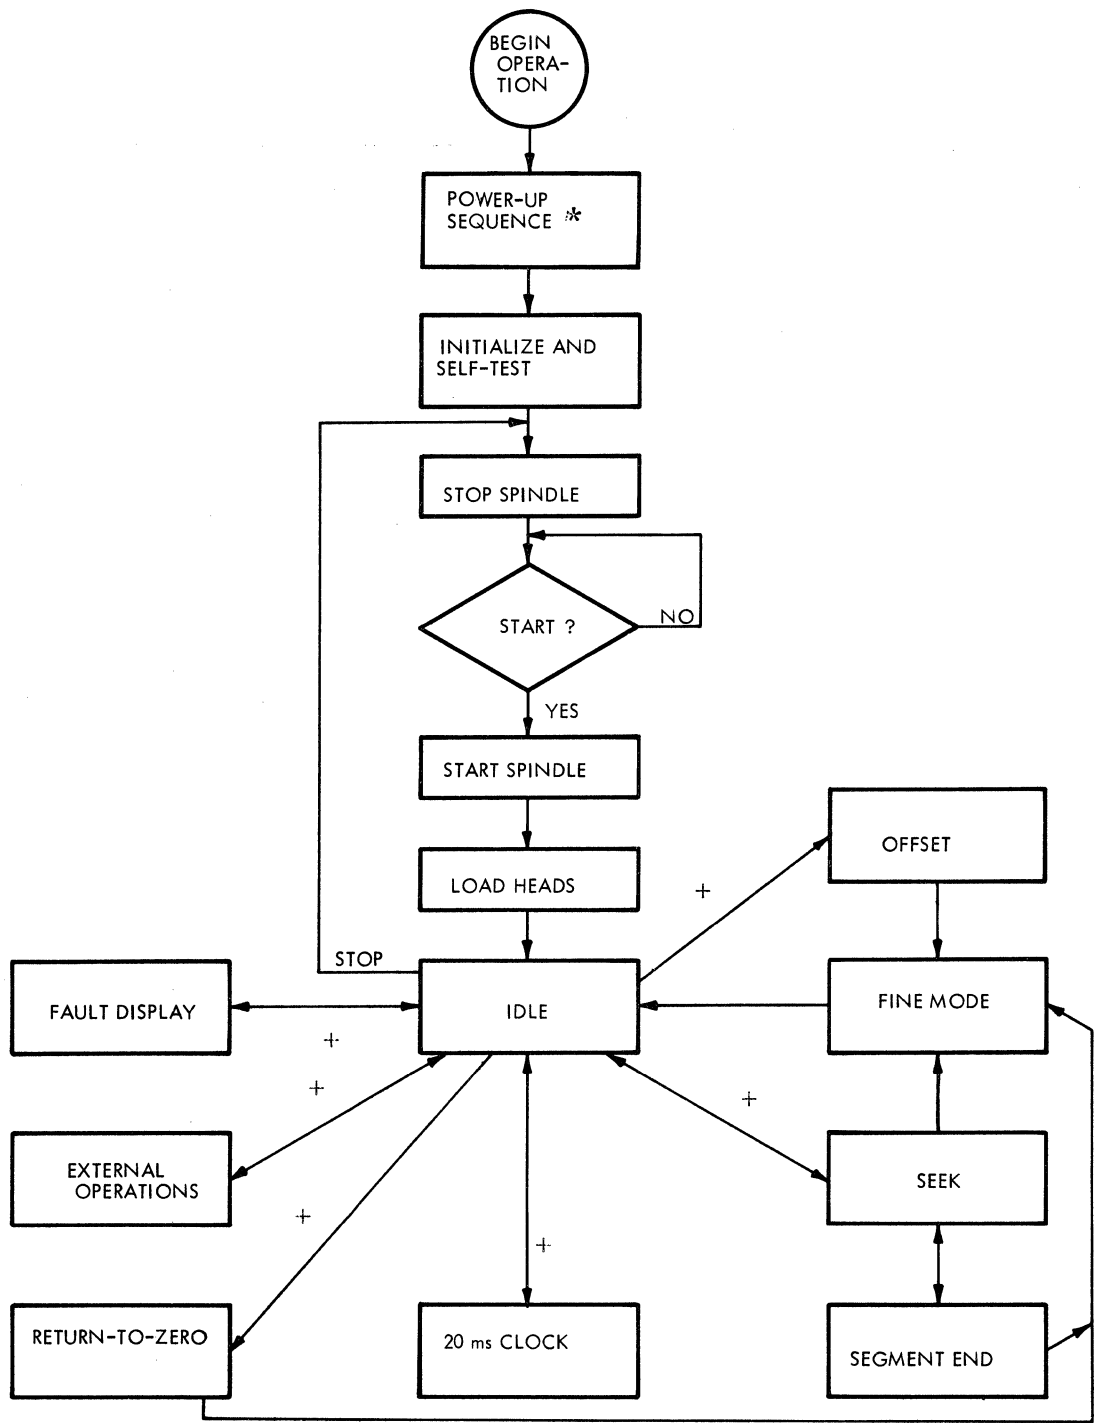 BEGIN
OPERA-
TION
POWER-UP
SEQUENCE *
INITIALIZE AND
SELF-TEST
STOP SPINDLE
START ?
NO
YES
START SPINDLE
LOAD HEADS
OFFSET
+
STOP
FAULT DISPLAY
IDLE
FINE MODE
+
+
+
EXTERNAL
OPERATIONS
SEEK
+
+
RETURN-TO-ZERO
20 ms CLOCK
SEGMENT END